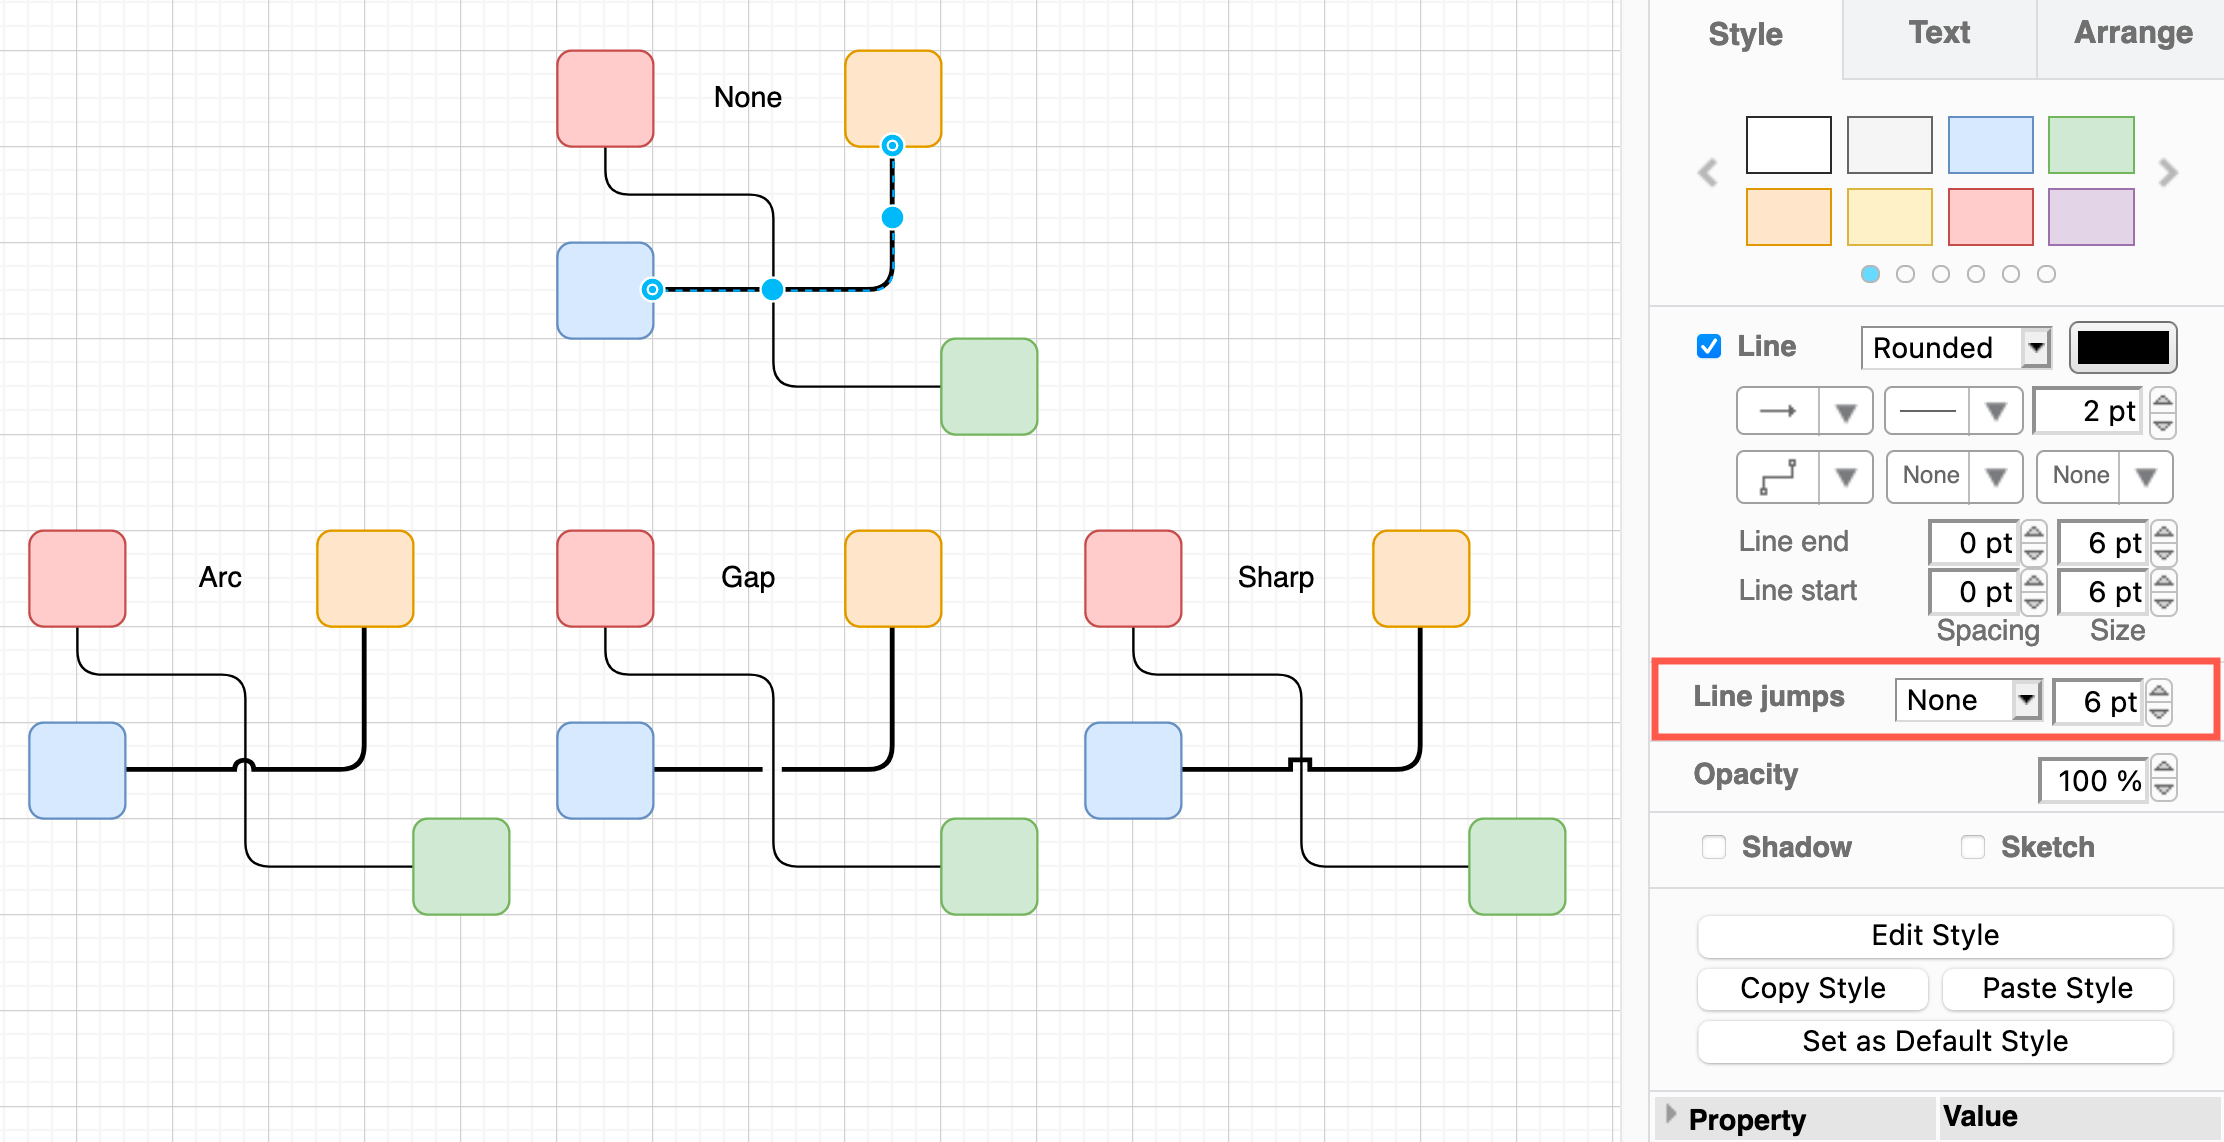 None
Arc
Gap
Sharp
Style Text Arrange
Line Rounded
2 pt
None None
Line end 0 pt 6 pt
Line start 0 pt 6 pt
Spacing Size
Line jumps None 6 pt
Opacity 100 %
Shadow Sketch
Edit Style
Copy Style Paste Style
Set as Default Style
Property Value